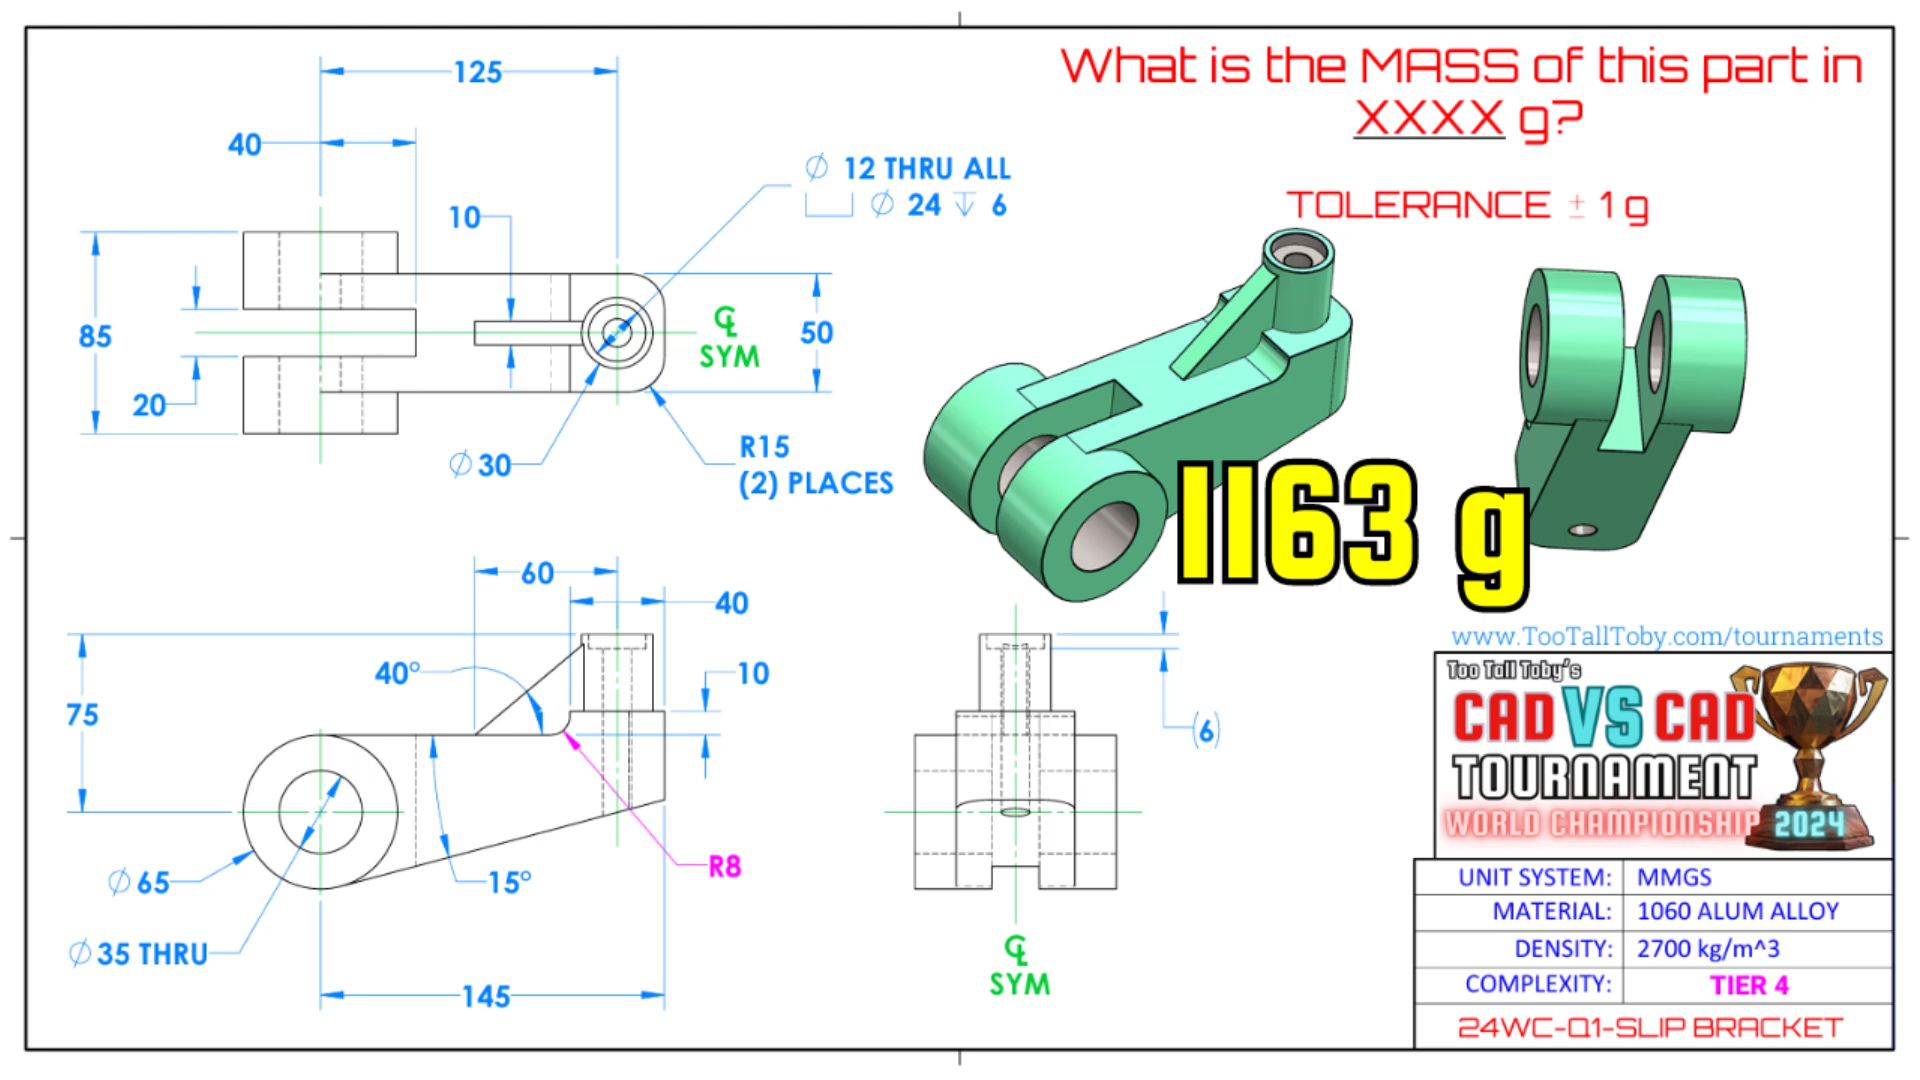 What is the MASS of this part in
XXXX g?
TOLERANCE ± 1 g
125
40
⌀ 12 THRU ALL
⌴ ⌀ 24 ↧ 6
10
85
℄
SYM
50
20
⌀ 30
R15
(2) PLACES
1163 g
60
40
40°
10
75
(6)
15°
R8
⌀ 65
⌀ 35 THRU
145
℄
SYM
www.TooTallToby.com/tournaments
Too Tall Toby's
CAD VS CAD
TOURNAMENT
WORLD CHAMPIONSHIP 2024
UNIT SYSTEM: MMGS
MATERIAL: 1060 ALUM ALLOY
DENSITY: 2700 kg/m^3
COMPLEXITY: TIER 4
24WC-Q1-SLIP BRACKET